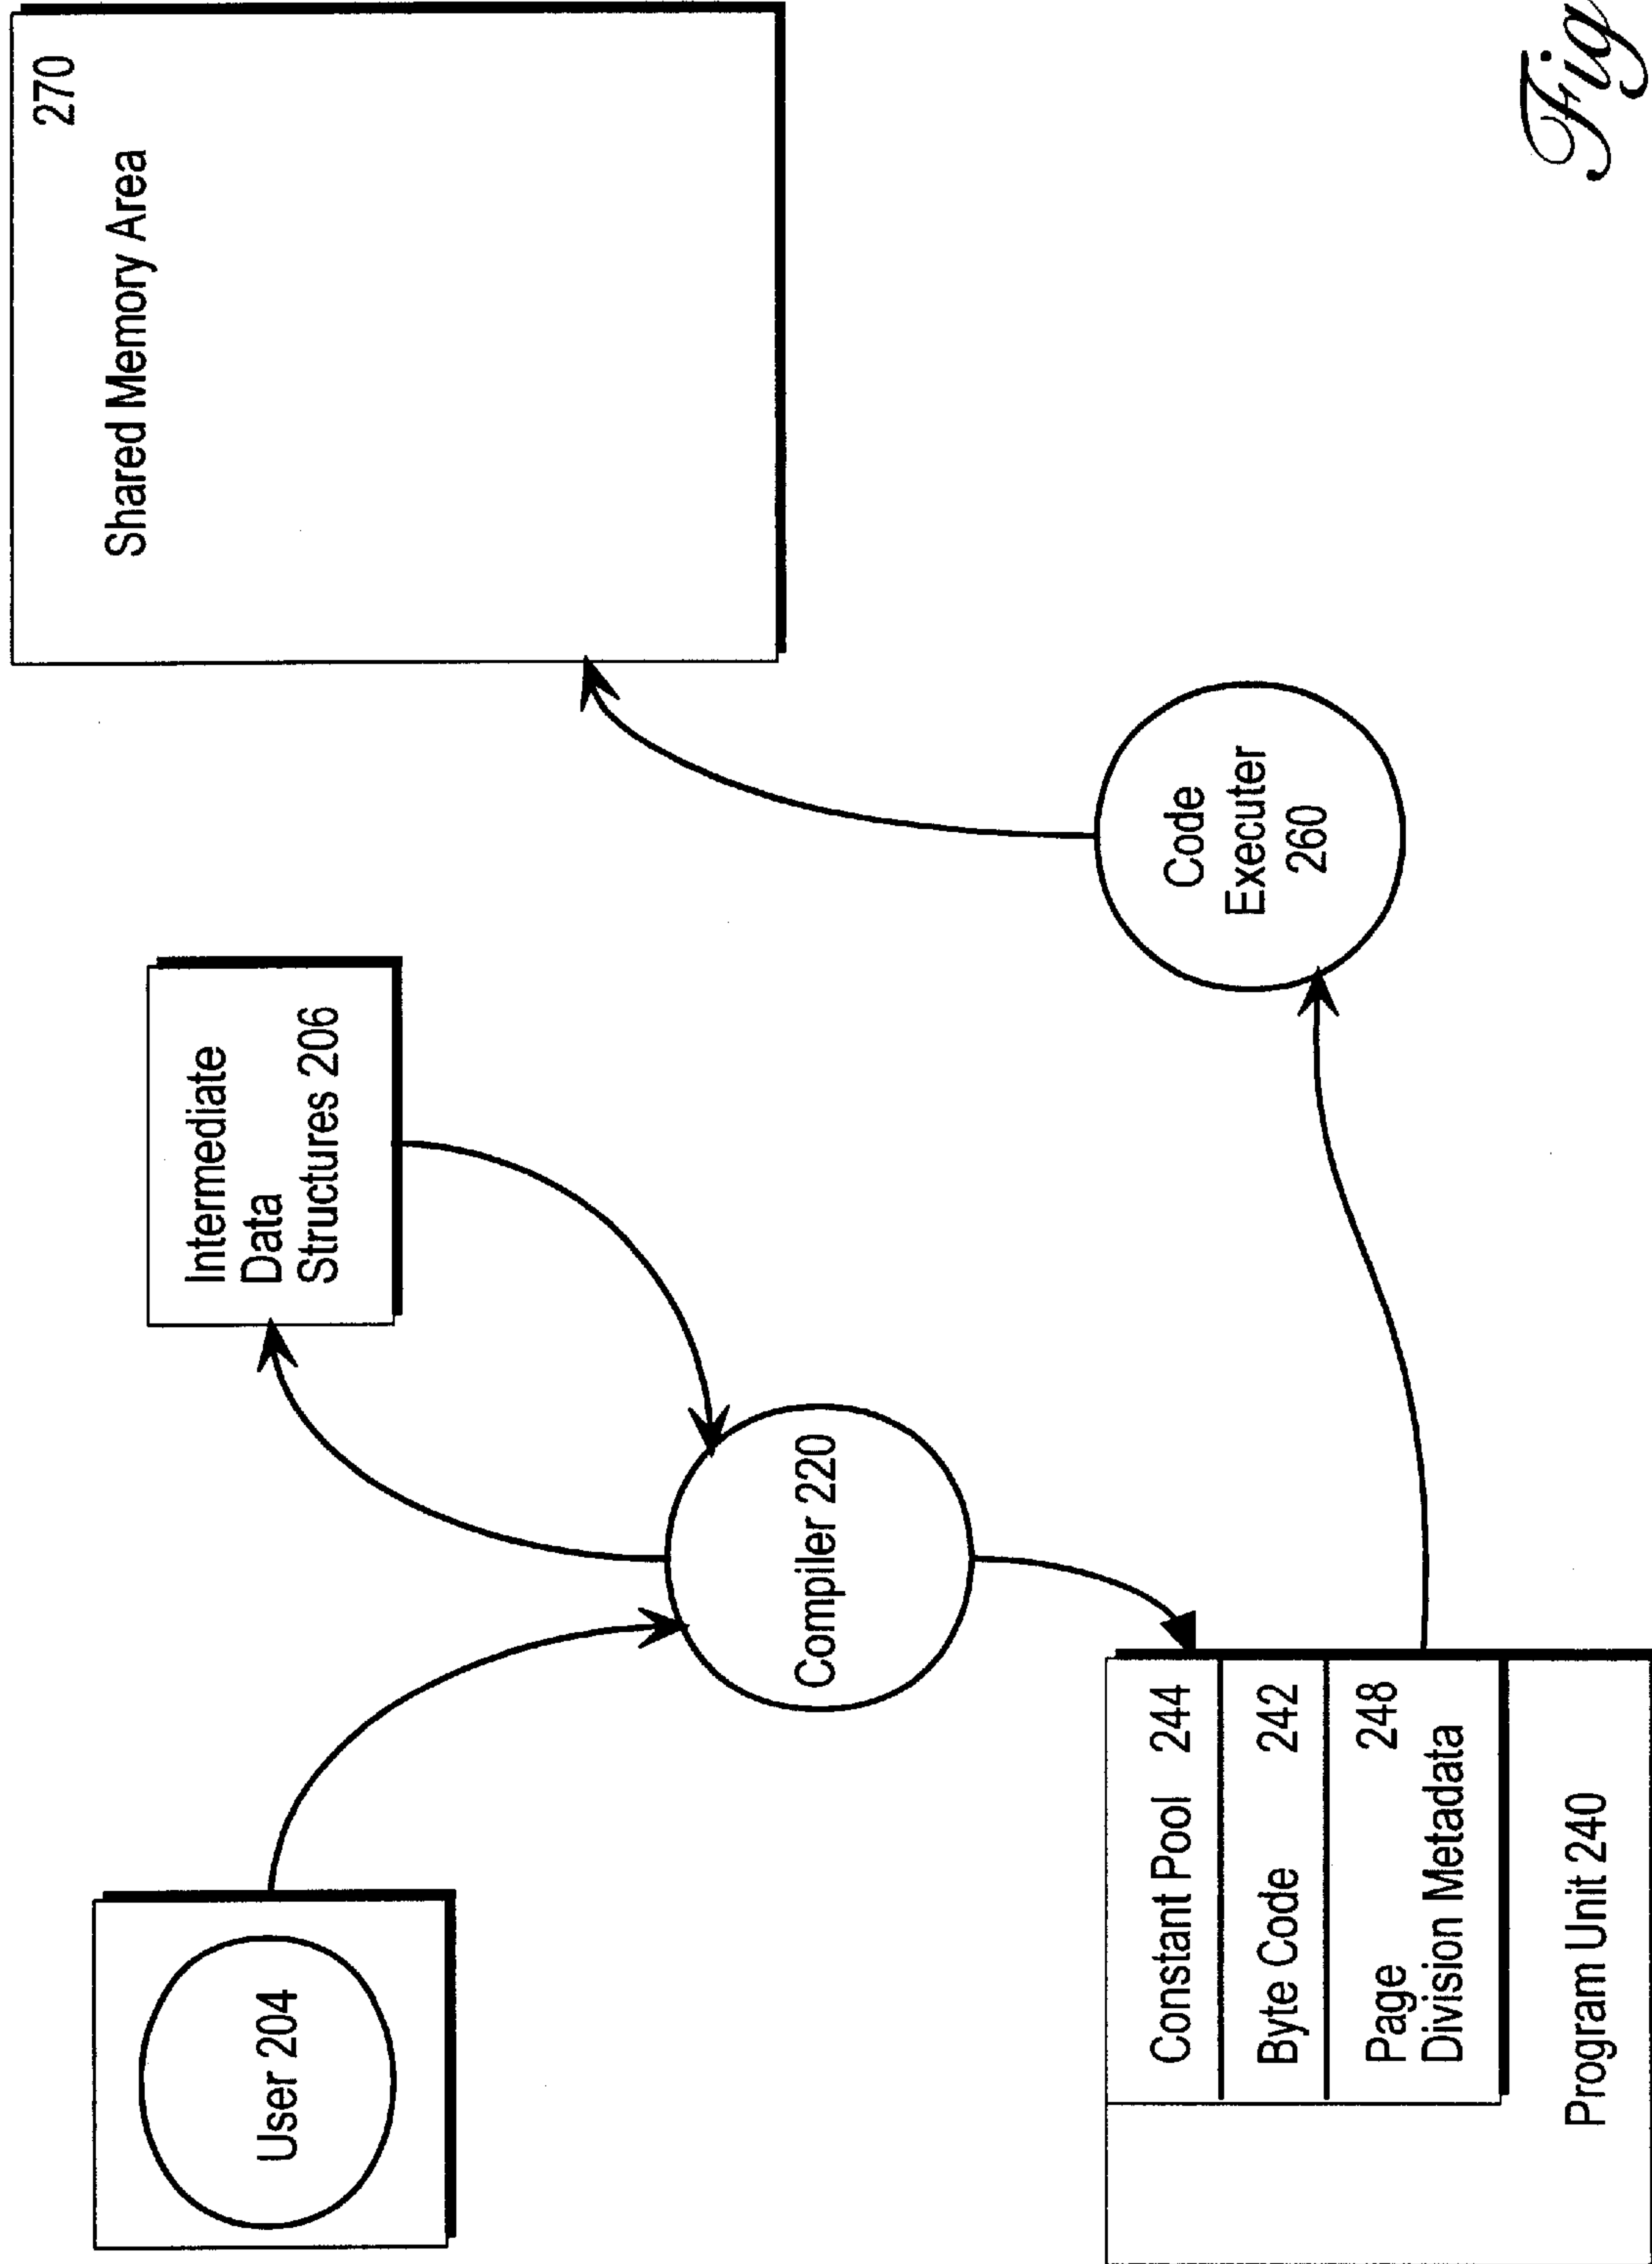 User 204
Intermediate
Data
Structures 206
270
Shared Memory Area
Compiler 220
Code
Executer
260
Constant Pool 244
Byte Code 242
Page 248
Division Metadata
Program Unit 240
Fig